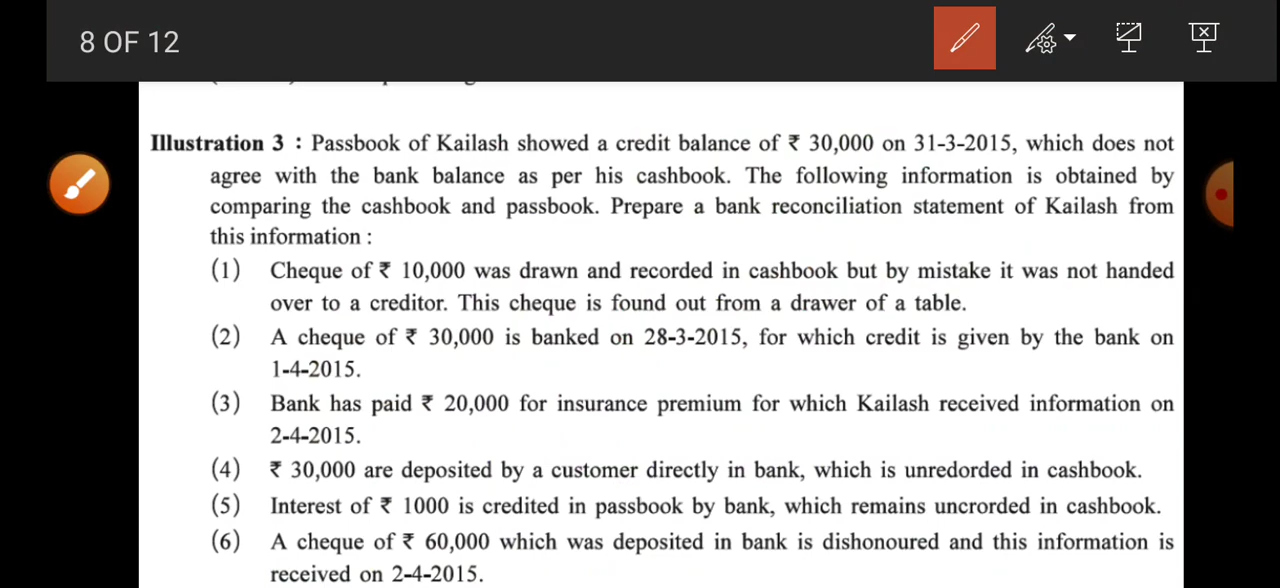 8 OF 12
Illustration 3 : Passbook of Kailash showed a credit balance of ₹ 30,000 on 31-3-2015, which does not
agree with the bank balance as per his cashbook. The following information is obtained by
comparing the cashbook and passbook. Prepare a bank reconciliation statement of Kailash from
this information :
(1) Cheque of ₹ 10,000 was drawn and recorded in cashbook but by mistake it was not handed
over to a creditor. This cheque is found out from a drawer of a table.
(2) A cheque of ₹ 30,000 is banked on 28-3-2015, for which credit is given by the bank on
1-4-2015.
(3) Bank has paid ₹ 20,000 for insurance premium for which Kailash received information on
2-4-2015.
(4) ₹ 30,000 are deposited by a customer directly in bank, which is unredorded in cashbook.
(5) Interest of ₹ 1000 is credited in passbook by bank, which remains uncrorded in cashbook.
(6) A cheque of ₹ 60,000 which was deposited in bank is dishonoured and this information is
received on 2-4-2015.